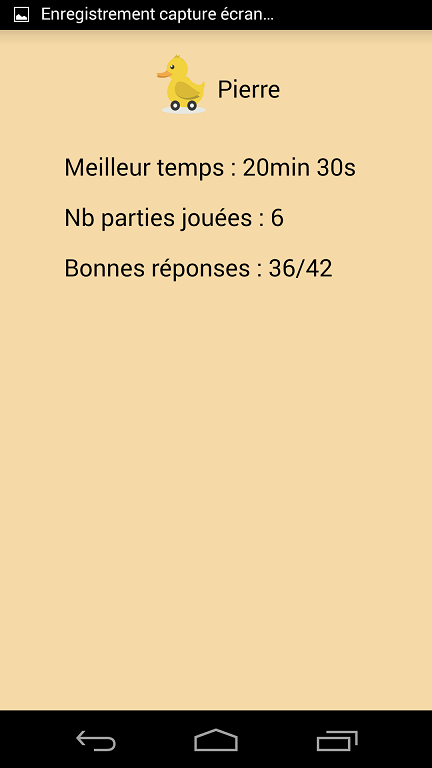 Enregistrement capture écran...
Pierre
Meilleur temps : 20min 30s
Nb parties jouées : 6
Bonnes réponses : 36/42